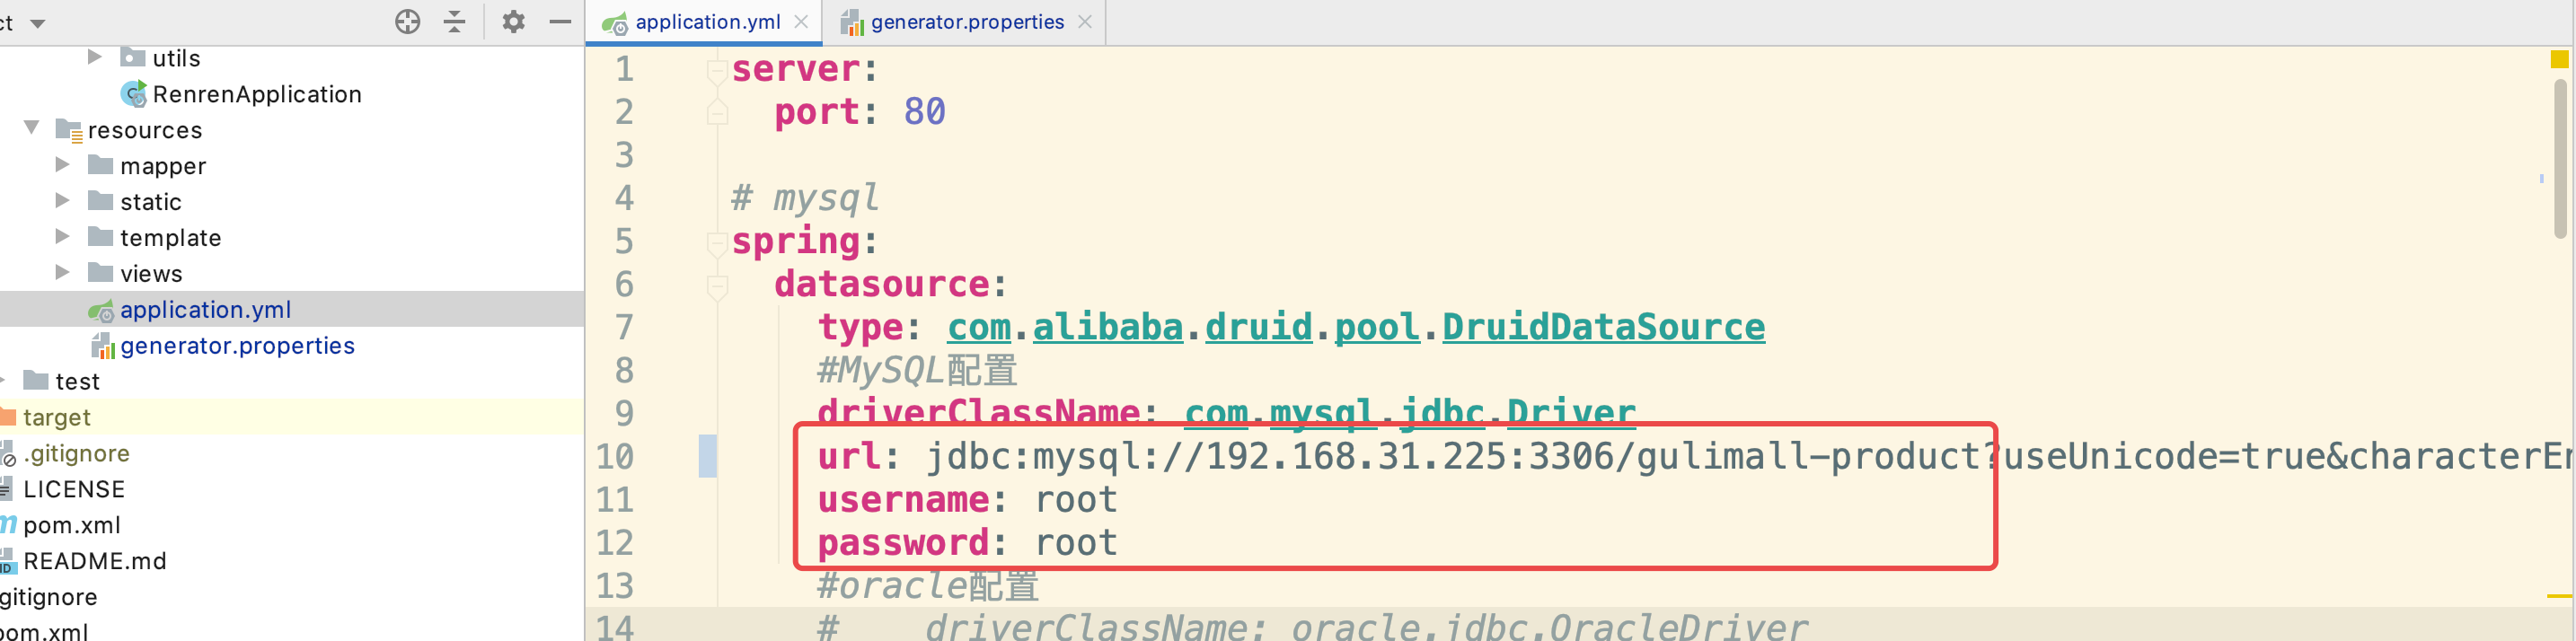 ct
utils
RenrenApplication
resources
mapper
static
template
views
application.yml
generator.properties
test
target
.gitignore
LICENSE
pom.xml
README.md
gitignore
pom.xml
application.yml
generator.properties
1 server:
2 port: 80
3
4 # mysql
5 spring:
6 datasource:
7 type: com.alibaba.druid.pool.DruidDataSource
8 #MySQL配置
9 driverClassName: com.mysql.jdbc.Driver
10 url: jdbc:mysql://192.168.31.225:3306/gulimall-product?useUnicode=true&characterEn
11 username: root
12 password: root
13 #oracle配置
14 # driverClassName: oracle.jdbc.OracleDriver